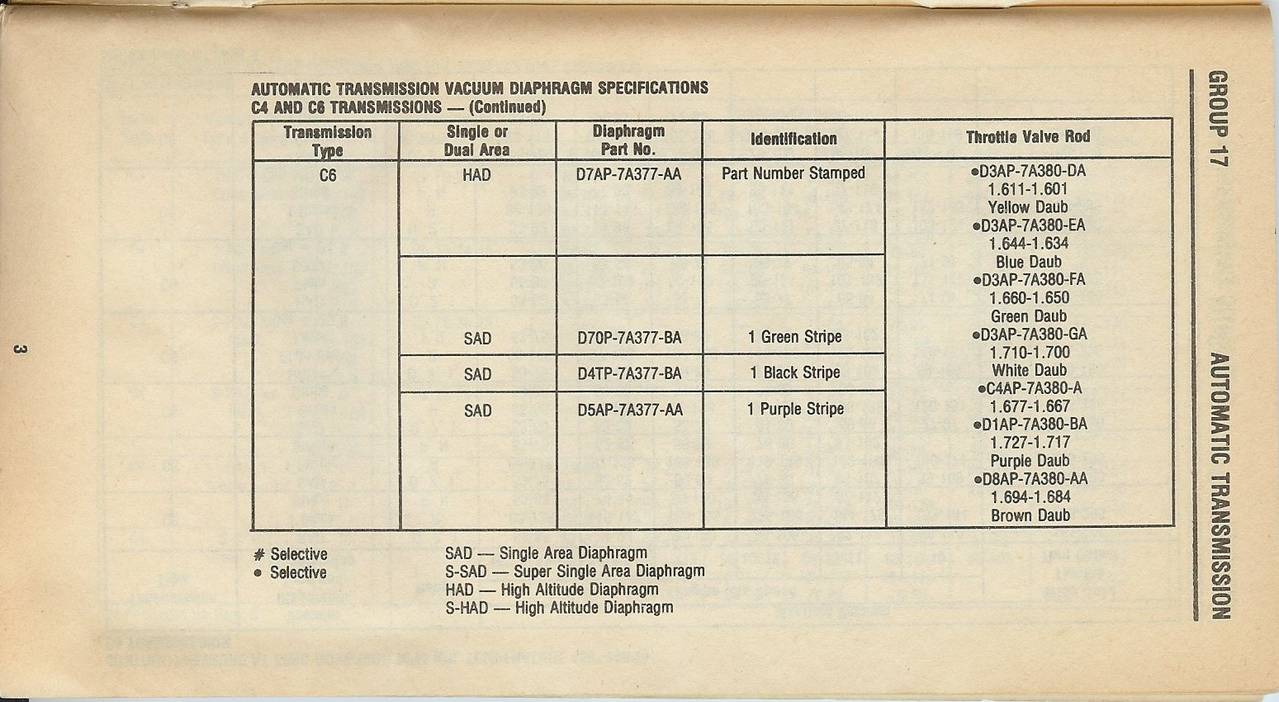 AUTOMATIC TRANSMISSION VACUUM DIAPHRAGM SPECIFICATIONS
C4 AND C6 TRANSMISSIONS — (Continued)
Transmission Type | Single or Dual Area | Diaphragm Part No. | Identification | Throttle Valve Rod
C6 | HAD | D7AP-7A377-AA | Part Number Stamped | ●D3AP-7A380-DA
1.611-1.601
Yellow Daub
●D3AP-7A380-EA
1.644-1.634
Blue Daub
●D3AP-7A380-FA
1.660-1.650
Green Daub
SAD | D70P-7A377-BA | 1 Green Stripe | ●D3AP-7A380-GA
1.710-1.700
SAD | D4TP-7A377-BA | 1 Black Stripe | White Daub
●C4AP-7A380-A
SAD | D5AP-7A377-AA | 1 Purple Stripe | 1.677-1.667
●D1AP-7A380-BA
1.727-1.717
Purple Daub
●D8AP-7A380-AA
1.694-1.684
Brown Daub
# Selective
● Selective
SAD — Single Area Diaphragm
S-SAD — Super Single Area Diaphragm
HAD — High Altitude Diaphragm
S-HAD — High Altitude Diaphragm
GROUP 17
AUTOMATIC TRANSMISSION
3